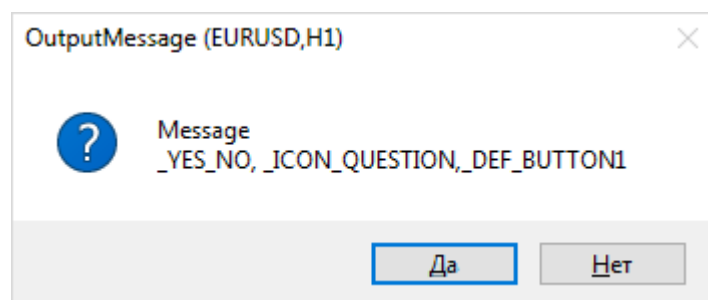 OutputMessage (EURUSD,H1)
Message
_YES_NO, _ICON_QUESTION,_DEF_BUTTON1
Да Нет